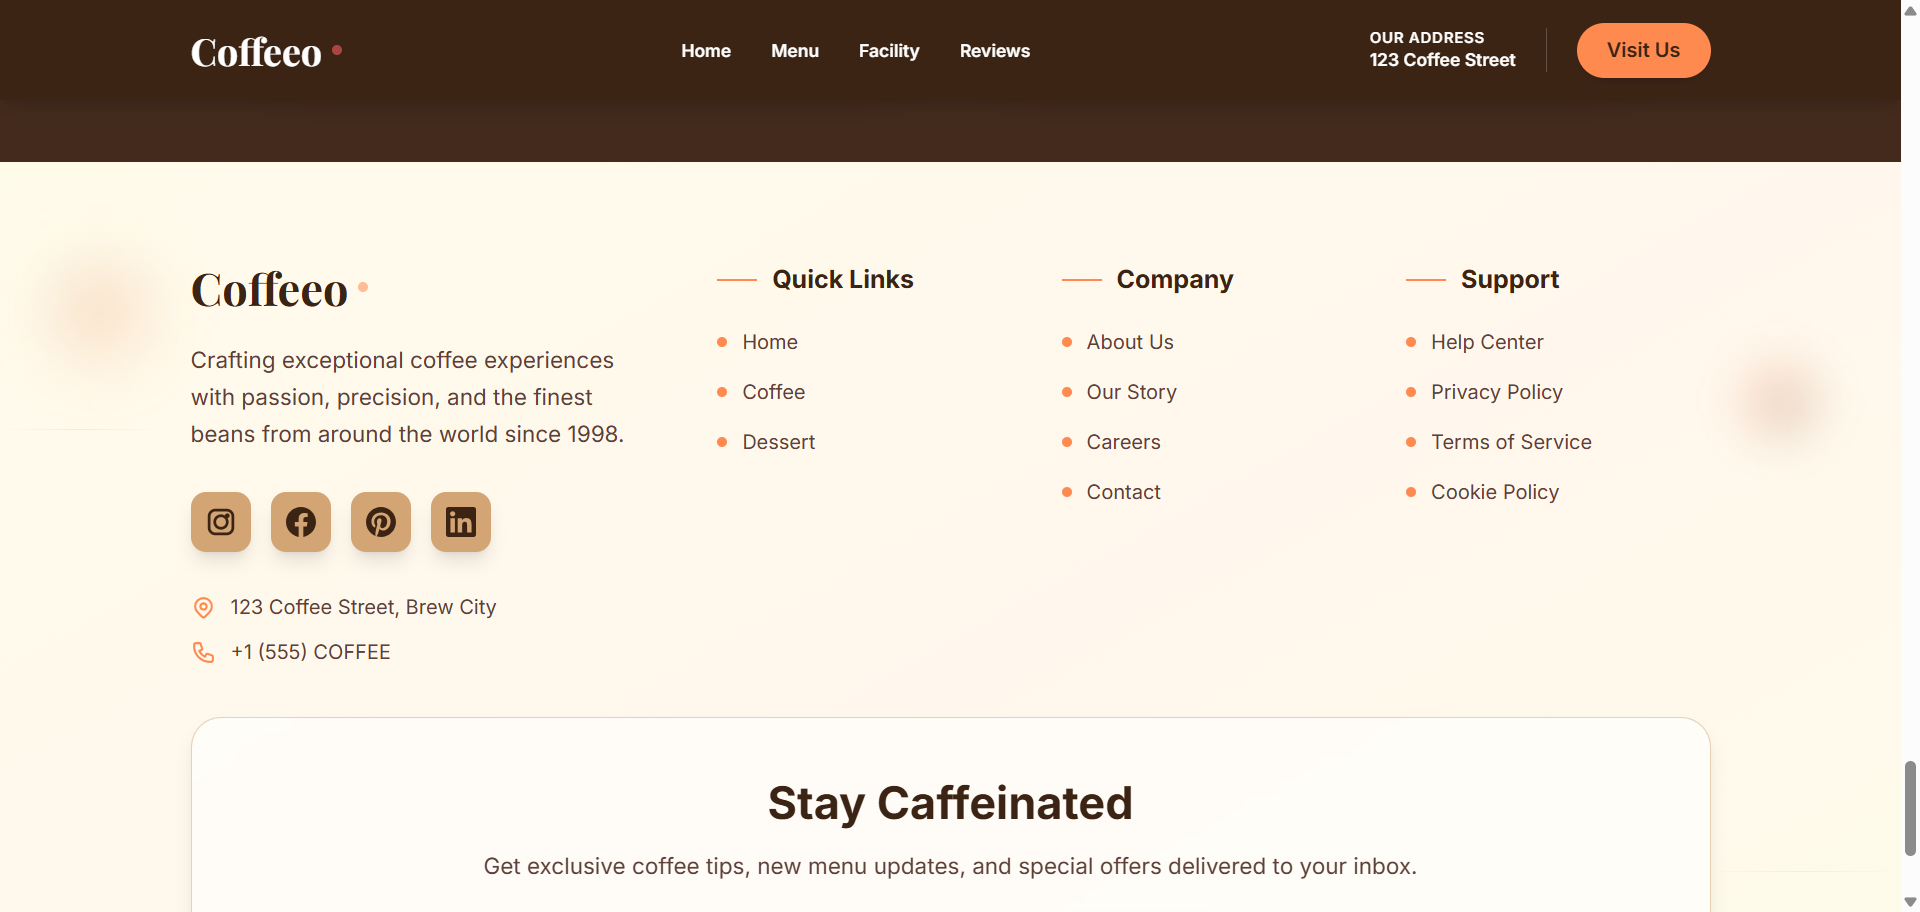 Coffeeo
Home
Menu
Facility
Reviews
OUR ADDRESS
123 Coffee Street
Visit Us
Coffeeo
Crafting exceptional coffee experiences
with passion, precision, and the finest
beans from around the world since 1998.
123 Coffee Street, Brew City
+1 (555) COFFEE
Quick Links
Home
Coffee
Dessert
Company
About Us
Our Story
Careers
Contact
Support
Help Center
Privacy Policy
Terms of Service
Cookie Policy
Stay Caffeinated
Get exclusive coffee tips, new menu updates, and special offers delivered to your inbox.